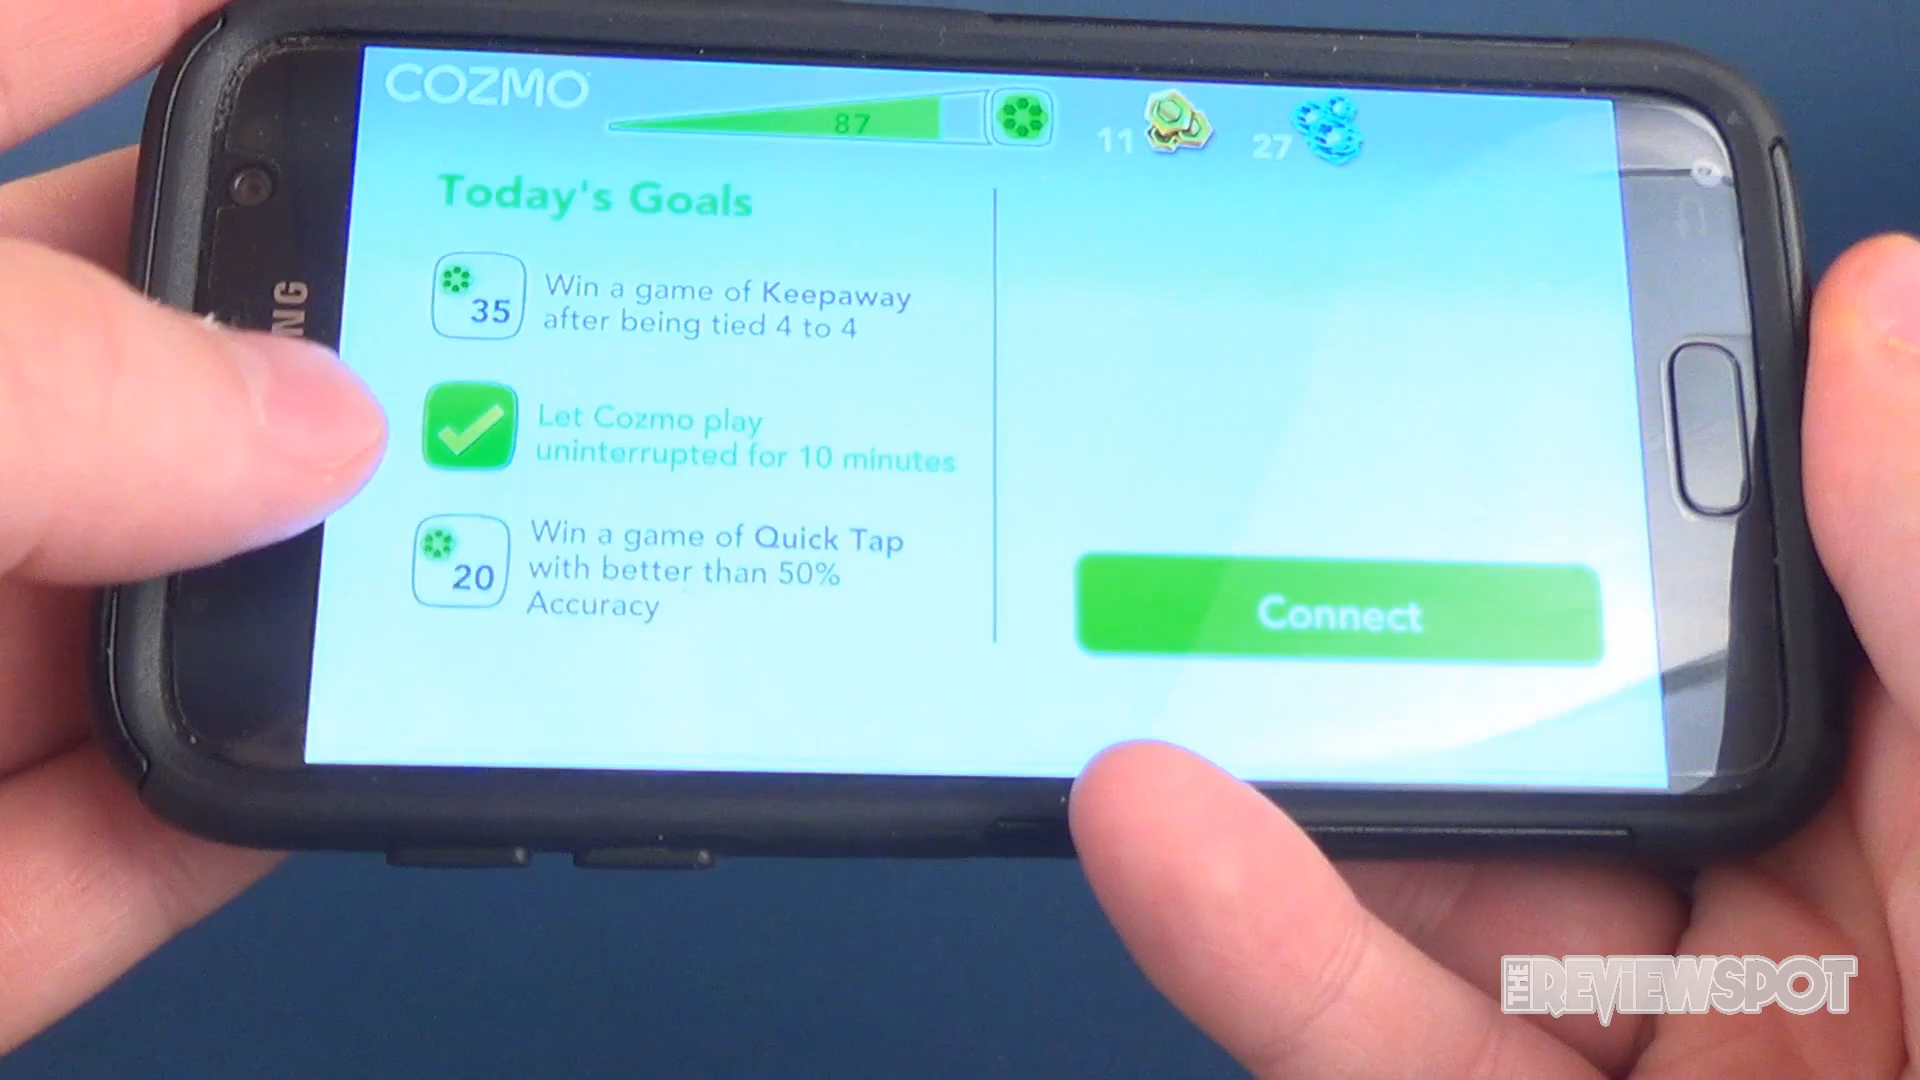 COZMO
87
11
27
Today's Goals
35
Win a game of Keepaway
after being tied 4 to 4
Let Cozmo play
uninterrupted for 10 minutes
20
Win a game of Quick Tap
with better than 50%
Accuracy
Connect
THE REVIEWSPOT